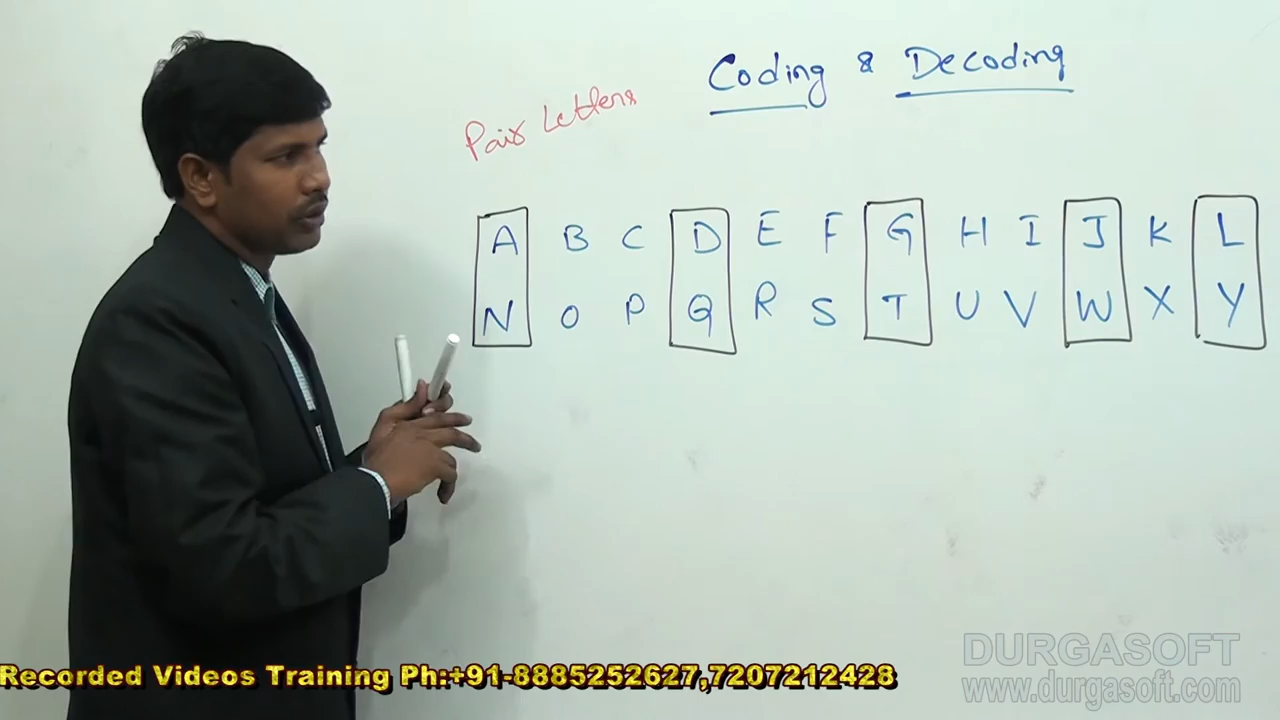 Coding & Decoding
Pair Letters
A B C D E F G H I J K L
N O P Q R S T U V W X Y
DURGASOFT
www.durgasoft.com
Recorded Videos Training Ph:+91-8885252627,7207212428